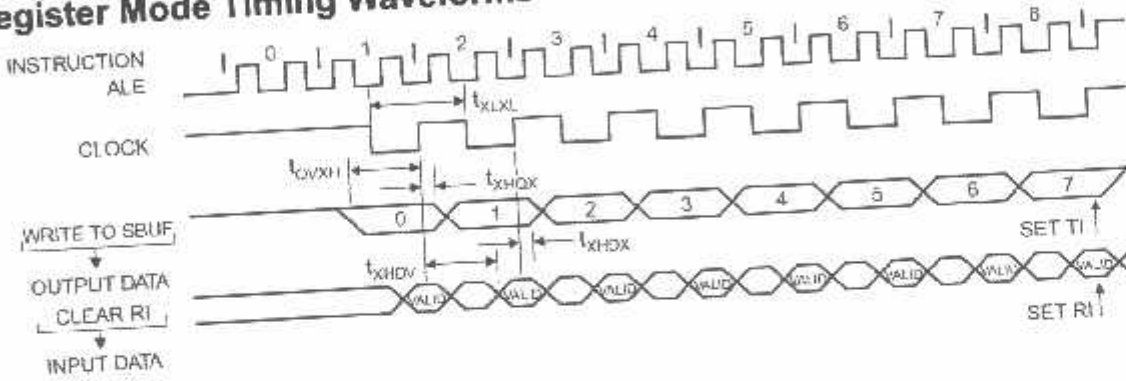 egister Mode Timing Waveforms
INSTRUCTION 0 1 2 3 4 5 6 7 8
ALE
tXLXL
CLOCK
tQVXH tXHQX
0 1 2 3 4 5 6 7
WRITE TO SBUF
SET TI
tXHDX
tXHDV
OUTPUT DATA
VALID VALID VALID VALID VALID VALID VALID VALID
CLEAR RI
SET RI
INPUT DATA